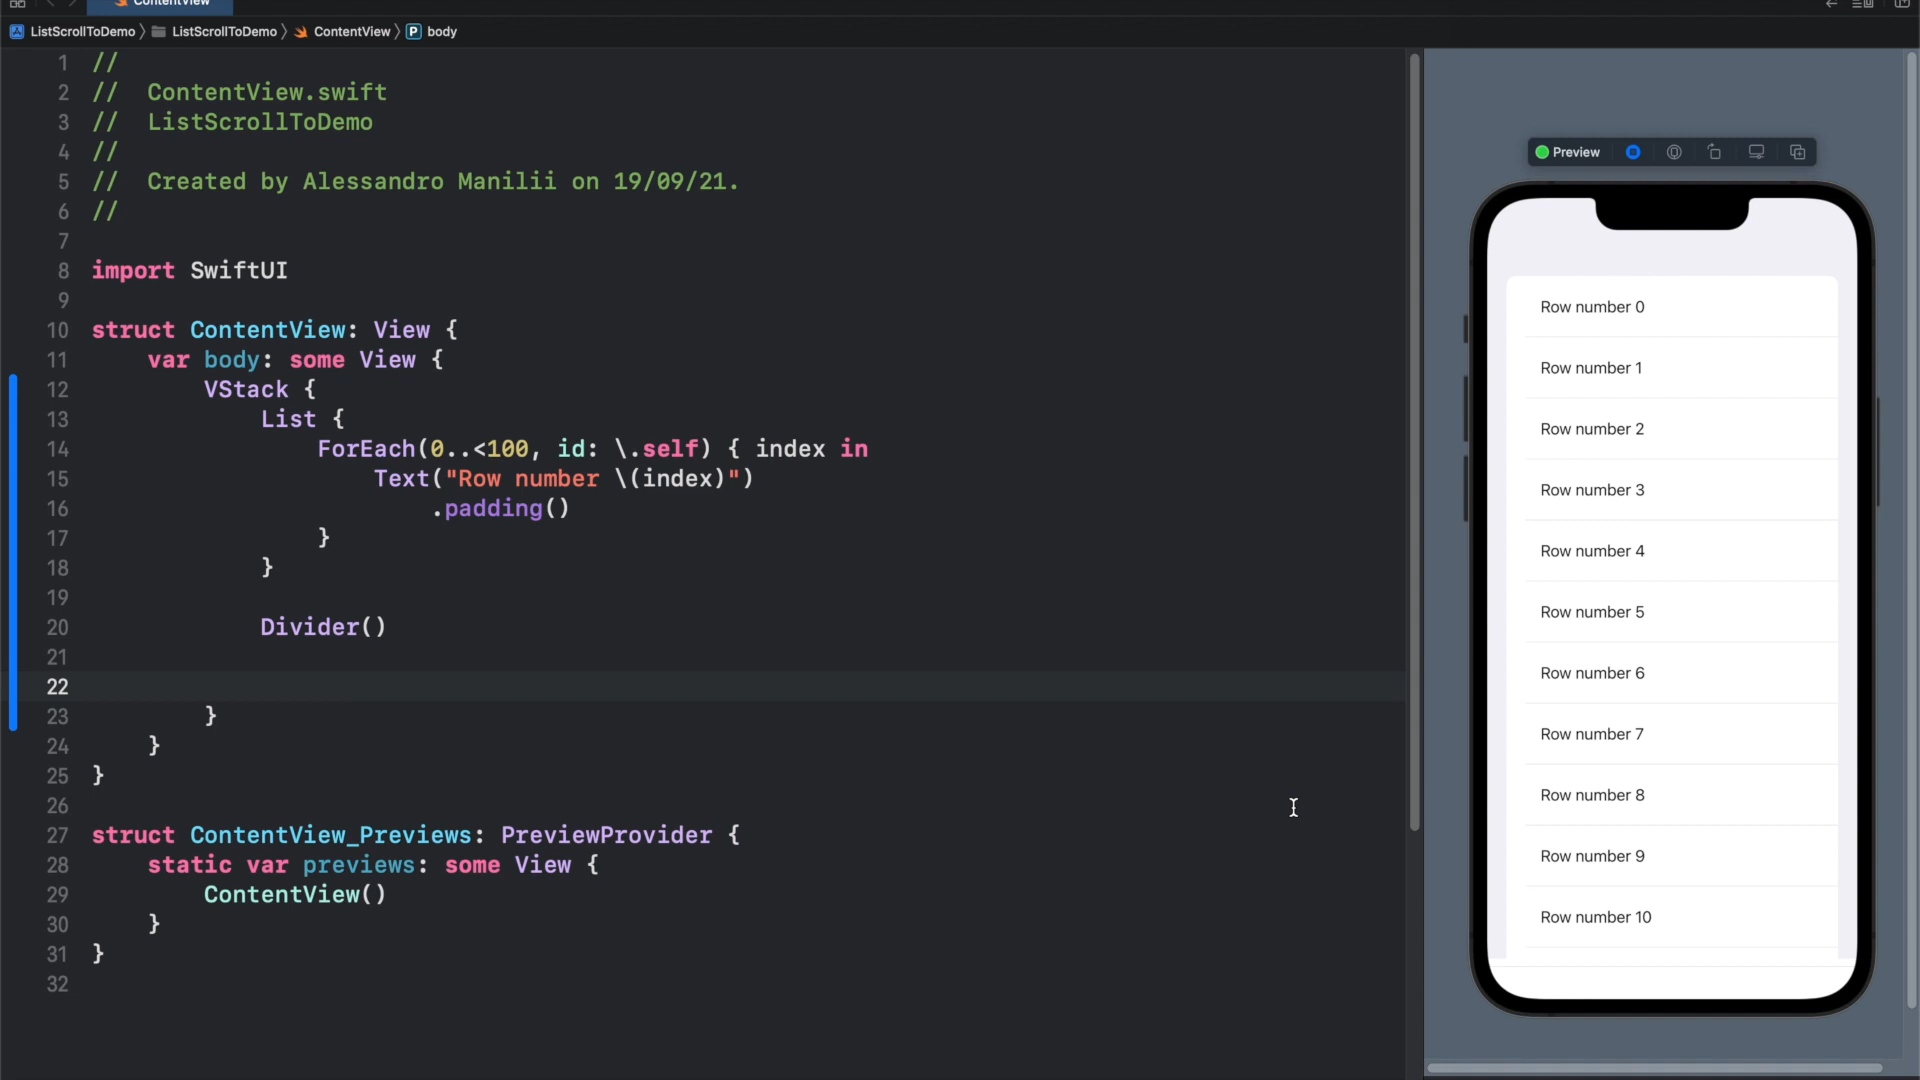 ContentView
ListScrollToDemo ListScrollToDemo ContentView P body
1 //
2 //  ContentView.swift
3 //  ListScrollToDemo
4 //
5 //  Created by Alessandro Manilii on 19/09/21.
6 //
7
8 import SwiftUI
9
10 struct ContentView: View {
11     var body: some View {
12         VStack {
13             List {
14                 ForEach(0..<100, id: \.self) { index in
15                     Text("Row number \(index)")
16                         .padding()
17                 }
18             }
19
20             Divider()
21
22
23         }
24     }
25 }
26
27 struct ContentView_Previews: PreviewProvider {
28     static var previews: some View {
29         ContentView()
30     }
31 }
32
Preview
Row number 0
Row number 1
Row number 2
Row number 3
Row number 4
Row number 5
Row number 6
Row number 7
Row number 8
Row number 9
Row number 10